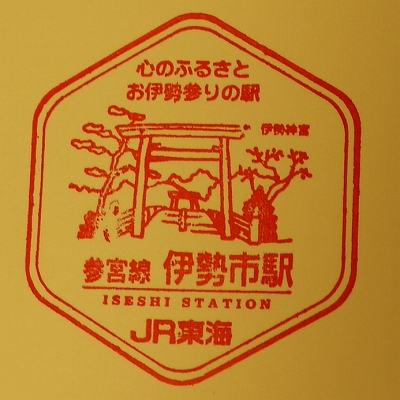 心のふるさと
お伊勢参りの駅
伊勢神宮
参宮線 伊勢市駅
ISESHI STATION
JR東海